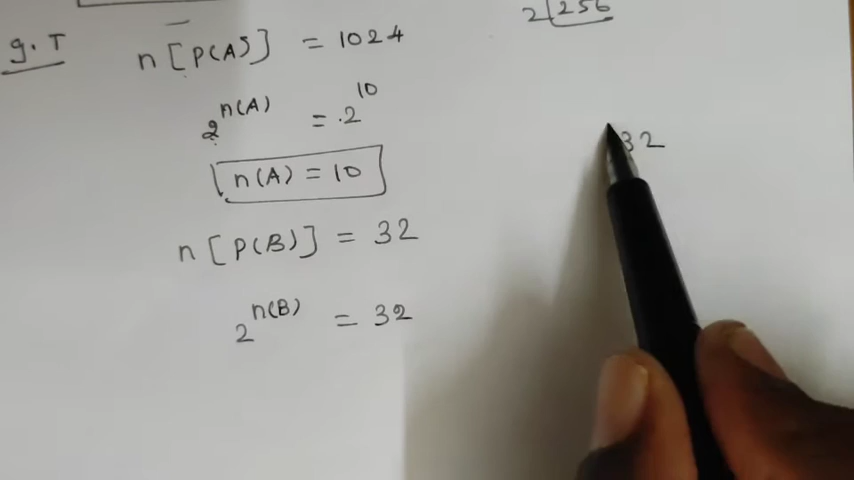 g.T n[P(A)] = 1024
2^n(A) = 2^10
n(A) = 10
n[P(B)] = 32
2^n(B) = 32
2 256
32